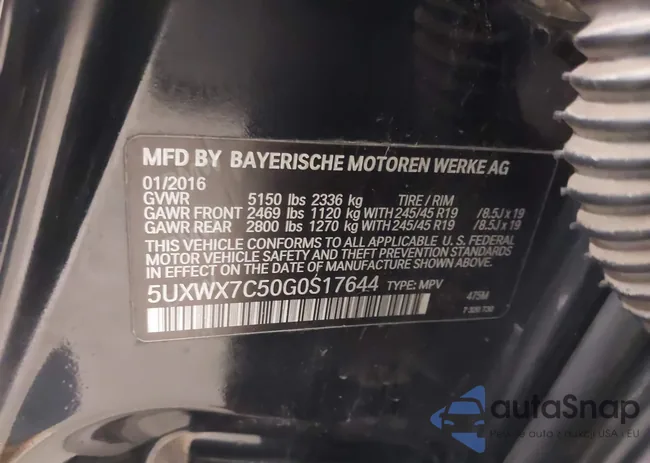 MFD BY BAYERISCHE MOTOREN WERKE AG
01/2016
GVWR 5150 lbs 2336 kg TIRE / RIM
GAWR FRONT 2469 lbs 1120 kg WITH 245/45 R19 /8.5J x 19
GAWR REAR 2800 lbs 1270 kg WITH 245/45 R19 /8.5J x 19
THIS VEHICLE CONFORMS TO ALL APPLICABLE U. S. FEDERAL
MOTOR VEHICLE SAFETY AND THEFT PREVENTION STANDARDS
IN EFFECT ON THE DATE OF MANUFACTURE SHOWN ABOVE.
5UXWX7C50G0S17644 TYPE: MPV 475M
autoSnap
auto z USA i EU